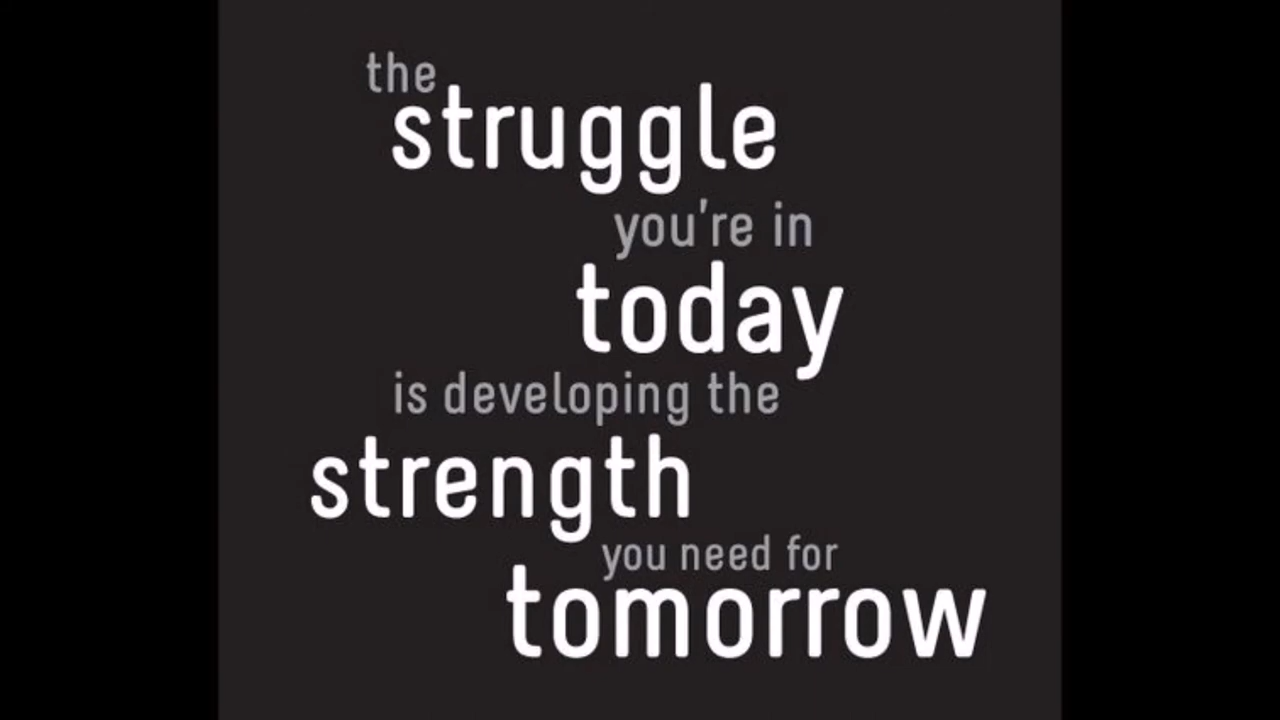 the
struggle
you're in
today
is developing the
strength
you need for
tomorrow